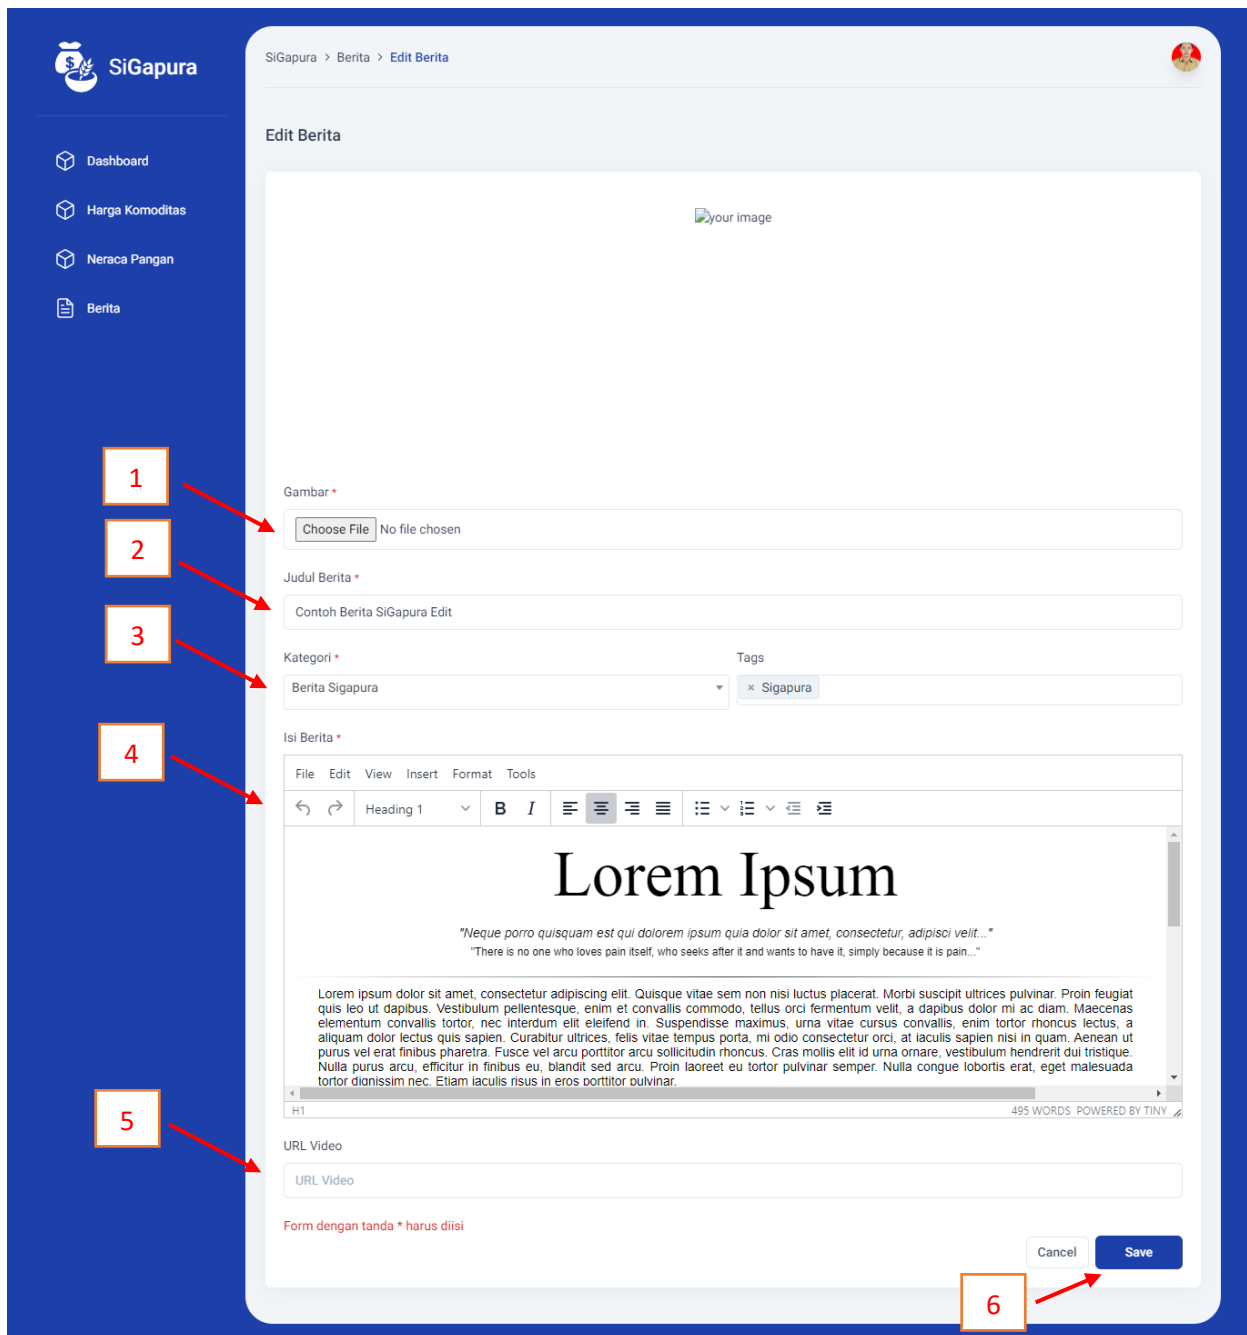 SiGapura
SiGapura > Berita > Edit Berita
Edit Berita
Dashboard
Harga Komoditas
Neraca Pangan
Berita
your image
1
Gambar *
Choose File No file chosen
2
Judul Berita *
Contoh Berita SiGapura Edit
3
Kategori * Tags
Berita Sigapura × Sigapura
Isi Berita *
4
File Edit View Insert Format Tools
Heading 1 B I
Lorem Ipsum
"Neque porro quisquam est qui dolorem ipsum quia dolor sit amet, consectetur, adipisci velit..."
"There is no one who loves pain itself, who seeks after it and wants to have it, simply because it is pain..."
Lorem ipsum dolor sit amet, consectetur adipiscing elit. Quisque vitae sem non nisi luctus placerat. Morbi suscipit ultrices pulvinar. Proin feugiat
quis leo ut dapibus. Vestibulum pellentesque, enim et convallis commodo, tellus orci fermentum velit, a dapibus dolor mi ac diam. Maecenas
elementum convallis tortor, nec interdum elit eleifend in. Suspendisse maximus, urna vitae cursus convallis, enim tortor rhoncus lectus, a
aliquam dolor lectus quis sapien. Curabitur ultrices, felis vitae tempus porta, mi odio consectetur orci, at iaculis sapien nisi in quam. Aenean ut
purus vel erat finibus pharetra. Fusce vel arcu porttitor arcu sollicitudin rhoncus. Cras mollis elit id urna ornare, vestibulum hendrerit dui tristique.
Nulla purus arcu, efficitur in finibus eu, blandit sed arcu. Proin laoreet eu tortor pulvinar semper. Nulla congue lobortis erat, eget malesuada
tortor dignissim nec. Etiam iaculis risus in eros porttitor pulvinar.
H1 495 WORDS POWERED BY TINY
5
URL Video
URL Video
Form dengan tanda * harus diisi
Cancel Save
6